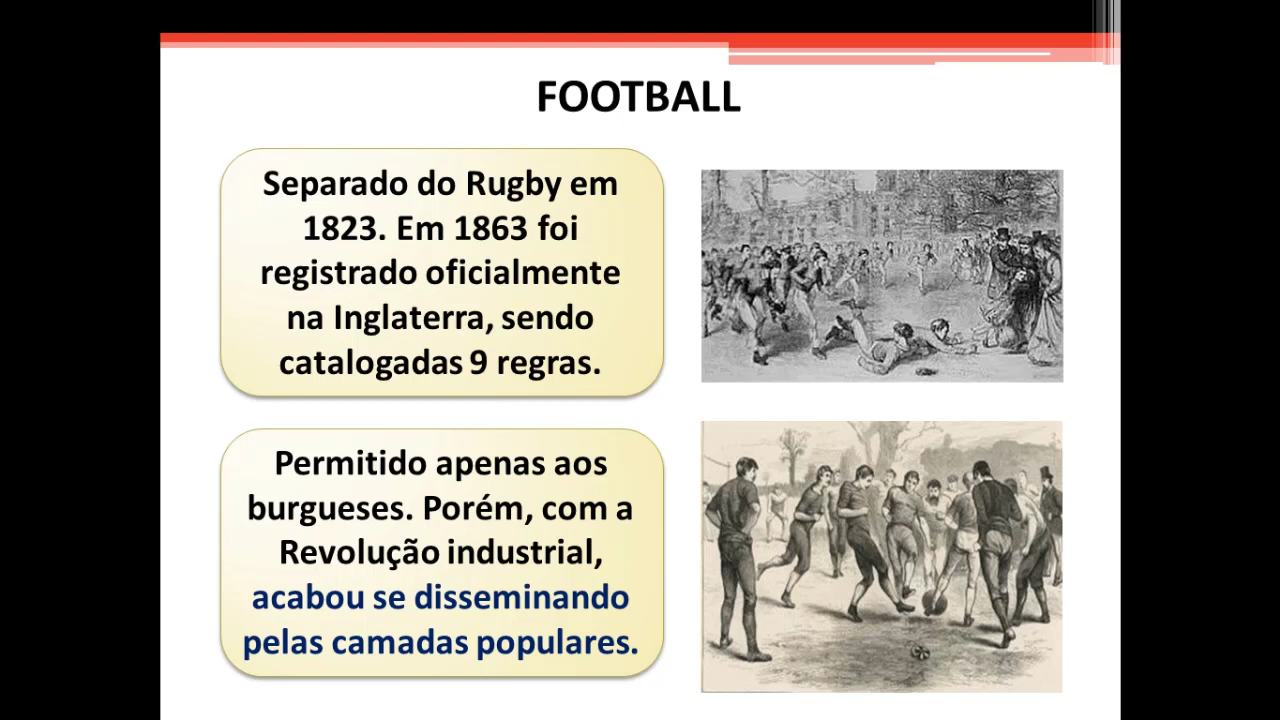 FOOTBALL
Separado do Rugby em
1823. Em 1863 foi
registrado oficialmente
na Inglaterra, sendo
catalogadas 9 regras.
Permitido apenas aos
burgueses. Porém, com a
Revolução industrial,
acabou se disseminando
pelas camadas populares.